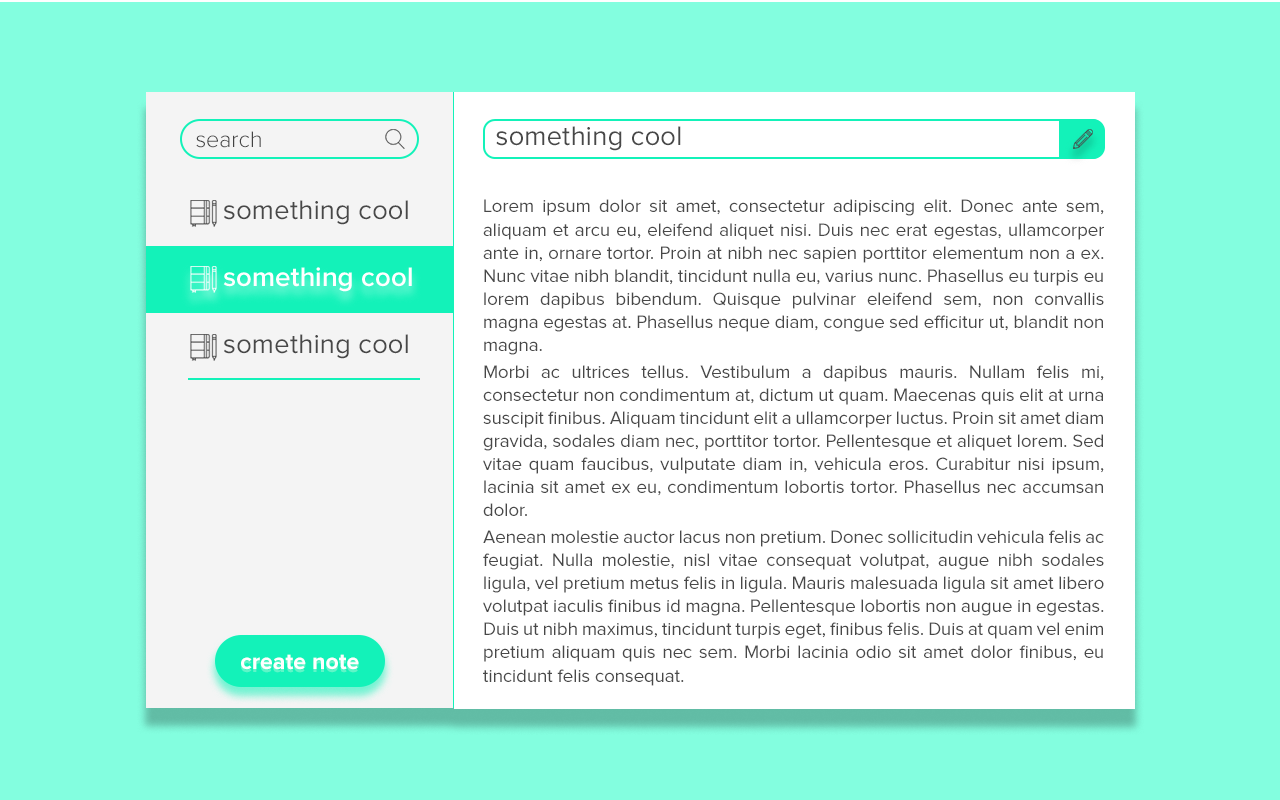 search
something cool
something cool
something cool
create note
something cool
Lorem ipsum dolor sit amet, consectetur adipiscing elit. Donec ante sem,
aliquam et arcu eu, eleifend aliquet nisi. Duis nec erat egestas, ullamcorper
ante in, ornare tortor. Proin at nibh nec sapien porttitor elementum non a ex.
Nunc vitae nibh blandit, tincidunt nulla eu, varius nunc. Phasellus eu turpis eu
lorem dapibus bibendum. Quisque pulvinar eleifend sem, non convallis
magna egestas at. Phasellus neque diam, congue sed efficitur ut, blandit non
magna.
Morbi ac ultrices tellus. Vestibulum a dapibus mauris. Nullam felis mi,
consectetur non condimentum at, dictum ut quam. Maecenas quis elit at urna
suscipit finibus. Aliquam tincidunt elit a ullamcorper luctus. Proin sit amet diam
gravida, sodales diam nec, porttitor tortor. Pellentesque et aliquet lorem. Sed
vitae quam faucibus, vulputate diam in, vehicula eros. Curabitur nisi ipsum,
lacinia sit amet ex eu, condimentum lobortis tortor. Phasellus nec accumsan
dolor.
Aenean molestie auctor lacus non pretium. Donec sollicitudin vehicula felis ac
feugiat. Nulla molestie, nisl vitae consequat volutpat, augue nibh sodales
ligula, vel pretium metus felis in ligula. Mauris malesuada ligula sit amet libero
volutpat iaculis finibus id magna. Pellentesque lobortis non augue in egestas.
Duis ut nibh maximus, tincidunt turpis eget, finibus felis. Duis at quam vel enim
pretium aliquam quis nec sem. Morbi lacinia odio sit amet dolor finibus, eu
tincidunt felis consequat.